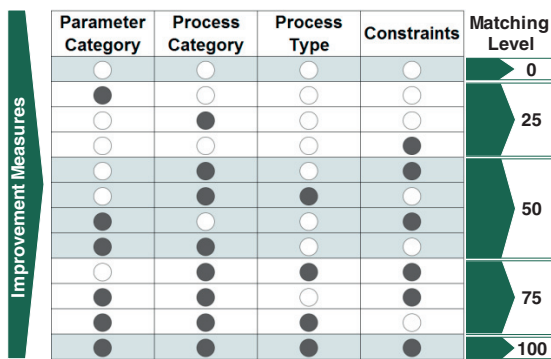 Parameter Category
Process Category
Process Type
Constraints
Matching Level
Improvement Measures
0
25
50
75
100